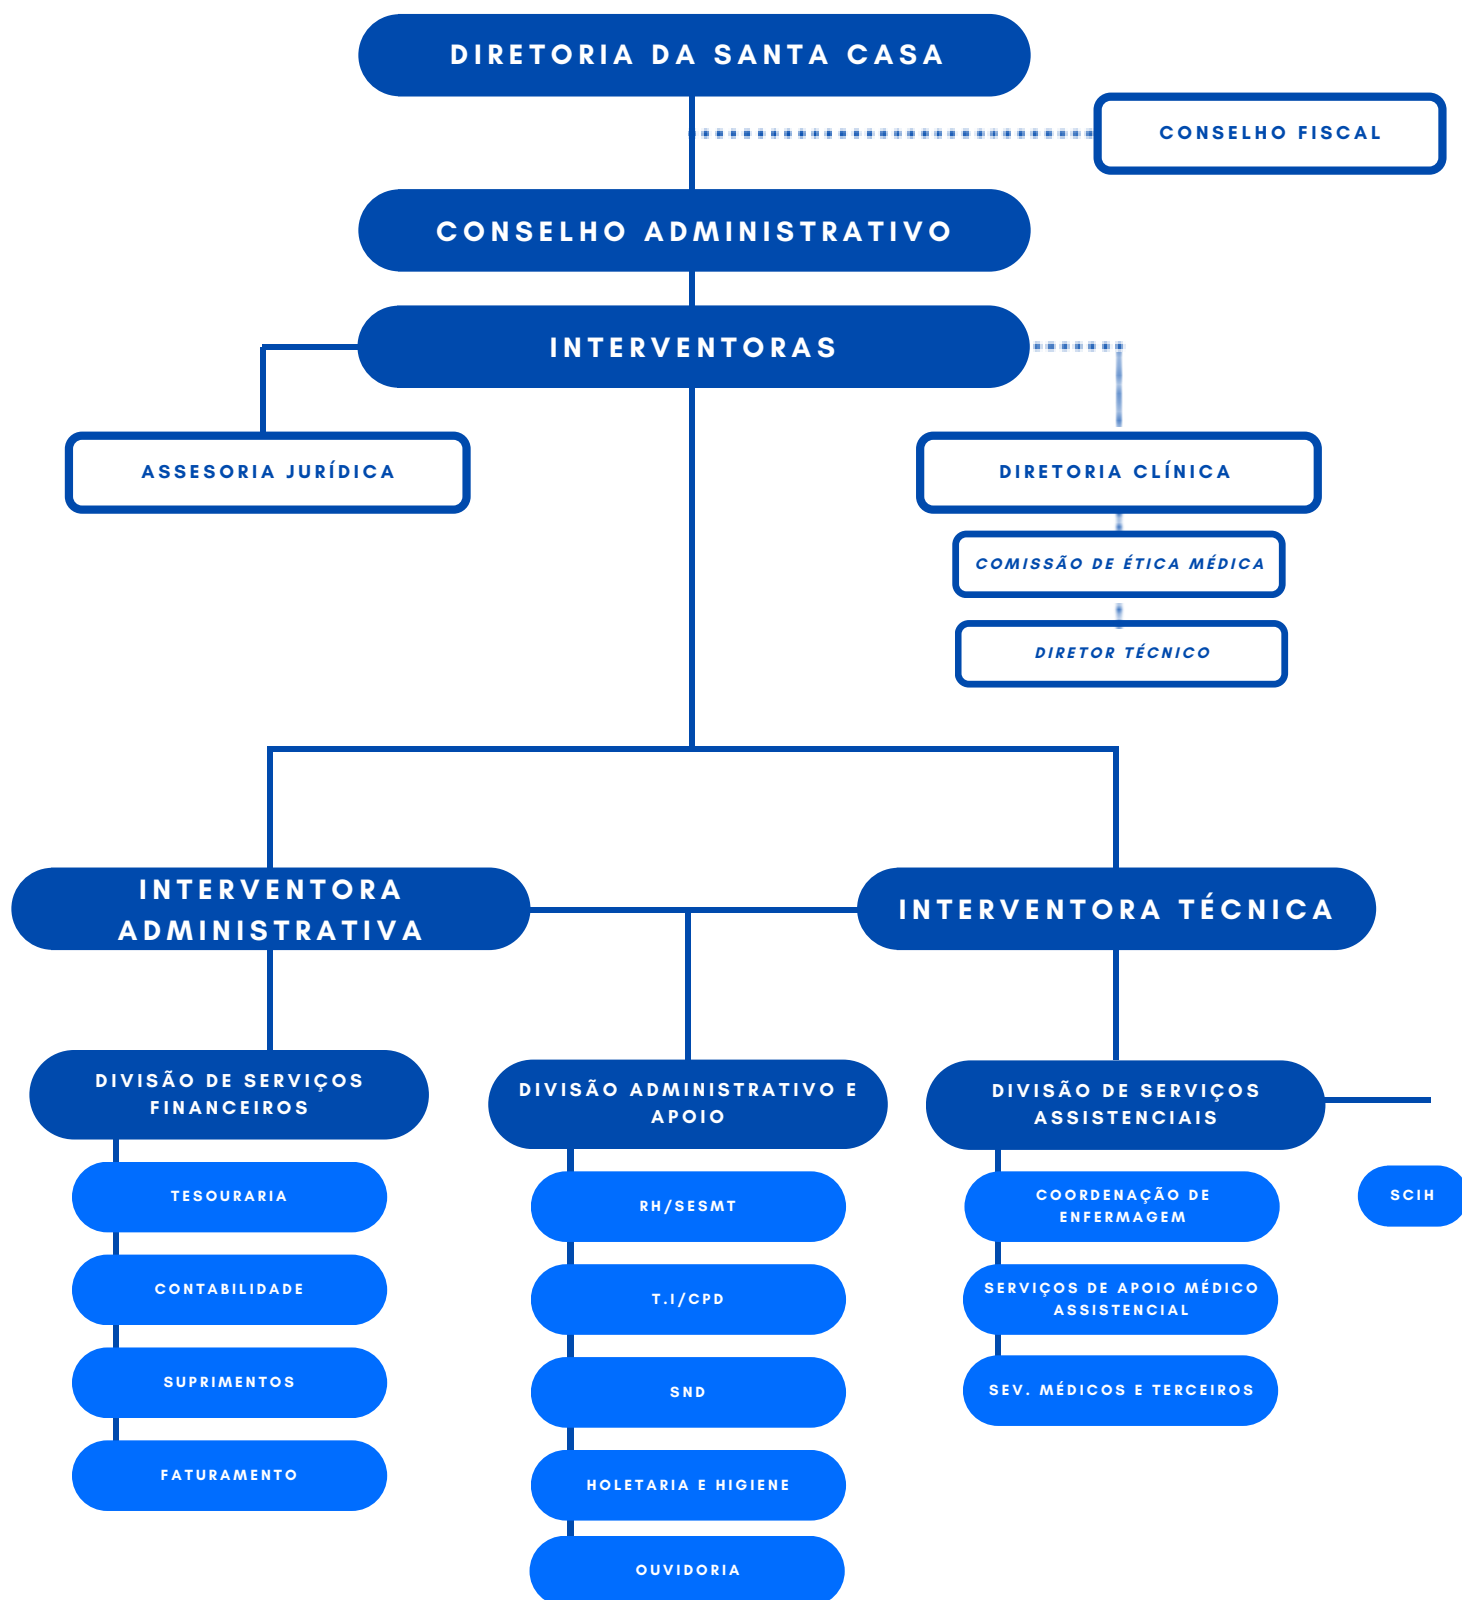 DIRETORIA DA SANTA CASA
CONSELHO FISCAL
CONSELHO ADMINISTRATIVO
INTERVENTORAS
ASSESORIA JURÍDICA
DIRETORIA CLÍNICA
COMISSÃO DE ÉTICA MÉDICA
DIRETOR TÉCNICO
INTERVENTORA
ADMINISTRATIVA
INTERVENTORA TÉCNICA
DIVISÃO DE SERVIÇOS
FINANCEIROS
TESOURARIA
CONTABILIDADE
SUPRIMENTOS
FATURAMENTO
DIVISÃO ADMINISTRATIVO E
APOIO
RH/SESMT
T.I/CPD
SND
HOLETARIA E HIGIENE
OUVIDORIA
DIVISÃO DE SERVIÇOS
ASSISTENCIAIS
COORDENAÇÃO DE
ENFERMAGEM
SERVIÇOS DE APOIO MÉDICO
ASSISTENCIAL
SEV. MÉDICOS E TERCEIROS
SCIH